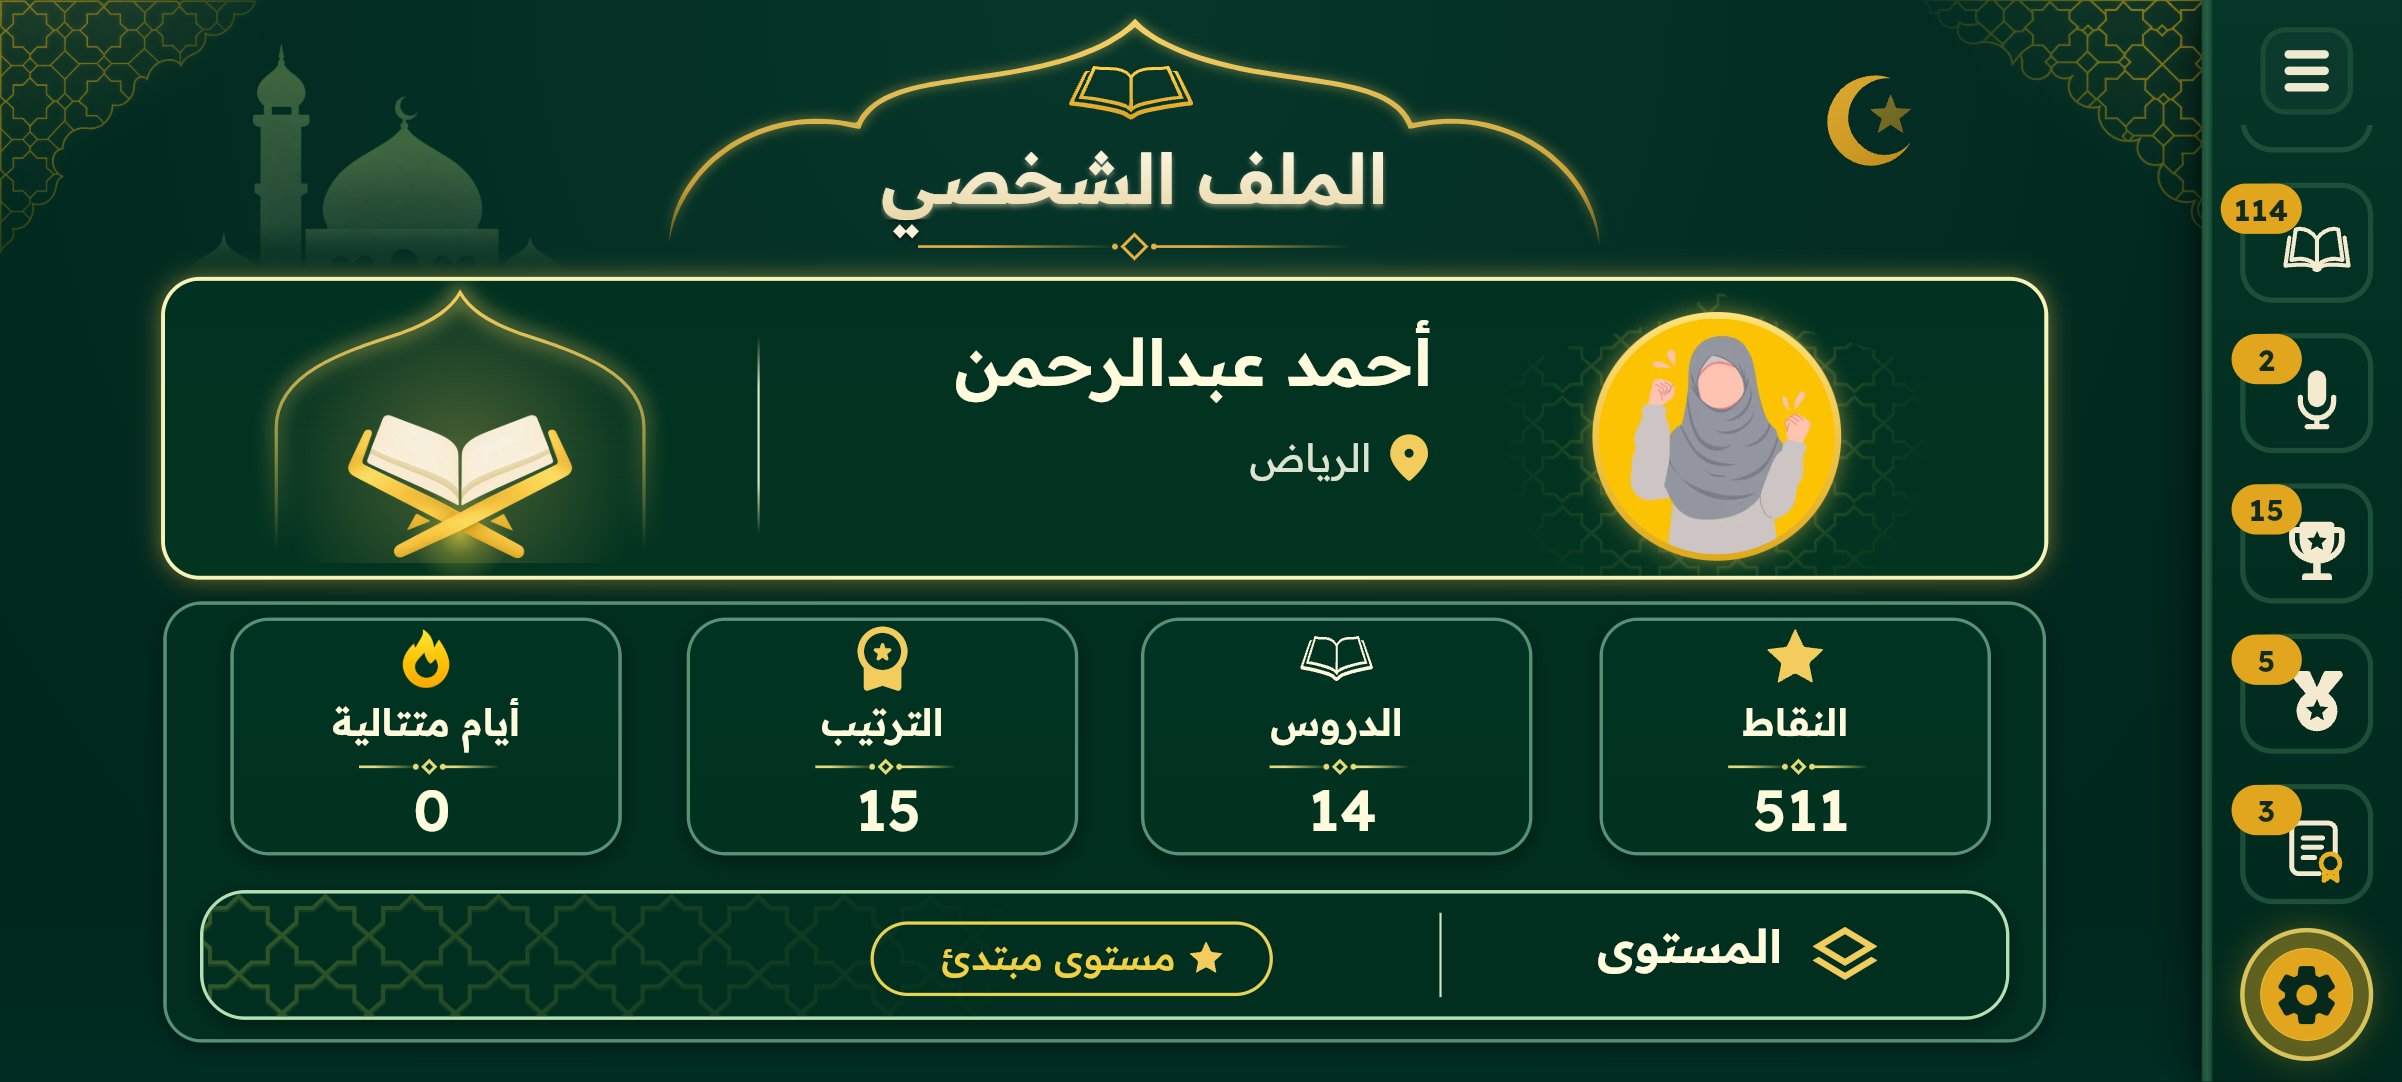 الملف الشخصي
أحمد عبدالرحمن
الرياض
النقاط
511
الدروس
14
الترتيب
15
أيام متتالية
0
المستوى
مستوى مبتدئ
114
2
15
5
3